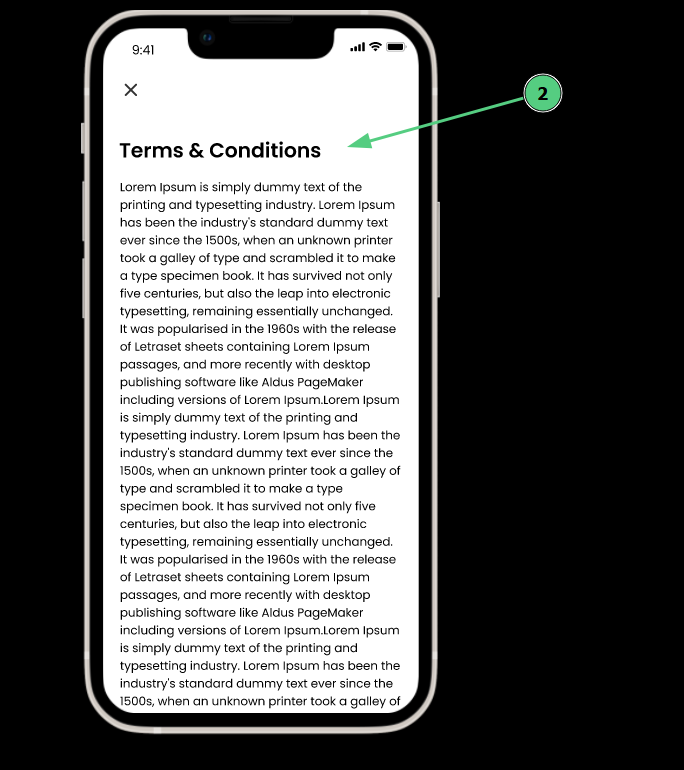 9:41
2
Terms & Conditions
Lorem Ipsum is simply dummy text of the
printing and typesetting industry. Lorem Ipsum
has been the industry's standard dummy text
ever since the 1500s, when an unknown printer
took a galley of type and scrambled it to make
a type specimen book. It has survived not only
five centuries, but also the leap into electronic
typesetting, remaining essentially unchanged.
It was popularised in the 1960s with the release
of Letraset sheets containing Lorem Ipsum
passages, and more recently with desktop
publishing software like Aldus PageMaker
including versions of Lorem Ipsum.Lorem Ipsum
is simply dummy text of the printing and
typesetting industry. Lorem Ipsum has been the
industry's standard dummy text ever since the
1500s, when an unknown printer took a galley of
type and scrambled it to make a type
specimen book. It has survived not only five
centuries, but also the leap into electronic
typesetting, remaining essentially unchanged.
It was popularised in the 1960s with the release
of Letraset sheets containing Lorem Ipsum
passages, and more recently with desktop
publishing software like Aldus PageMaker
including versions of Lorem Ipsum.Lorem Ipsum
is simply dummy text of the printing and
typesetting industry. Lorem Ipsum has been the
industry's standard dummy text ever since the
1500s, when an unknown printer took a galley of